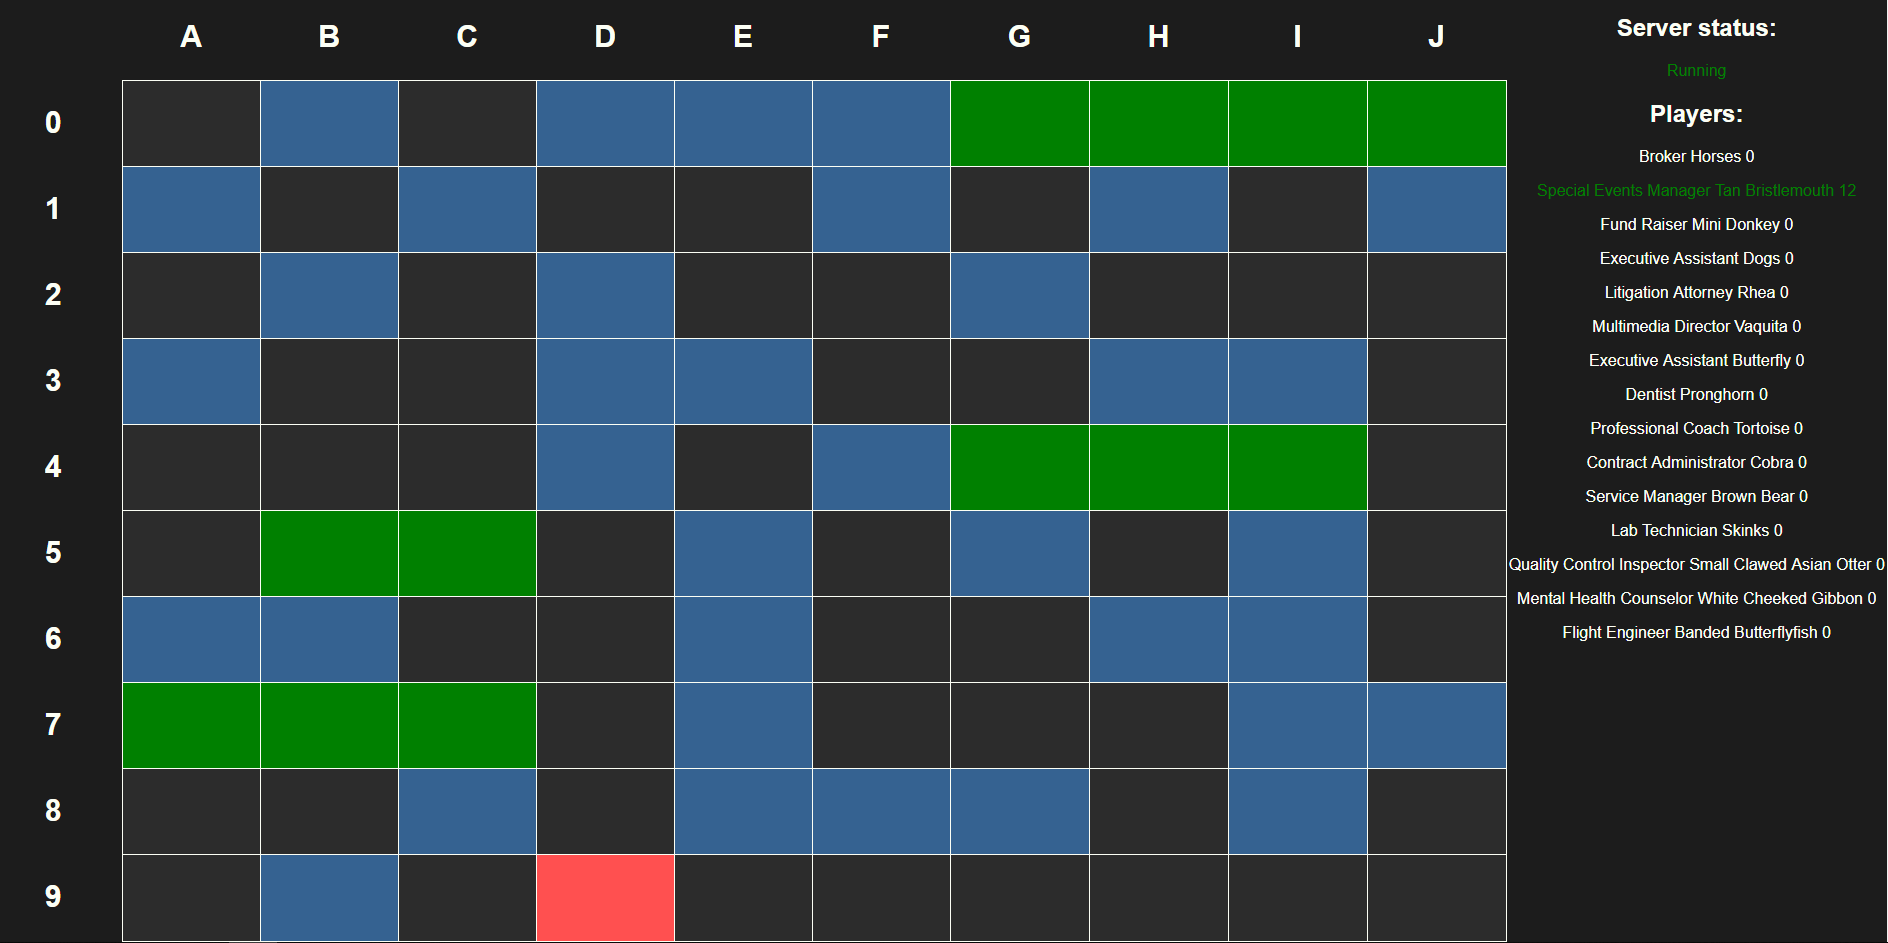 A B C D E F G H I J
0
1
2
3
4
5
6
7
8
9
Server status:
Running
Players:
Broker Horses 0
Special Events Manager Tan Bristlemouth 12
Fund Raiser Mini Donkey 0
Executive Assistant Dogs 0
Litigation Attorney Rhea 0
Multimedia Director Vaquita 0
Executive Assistant Butterfly 0
Dentist Pronghorn 0
Professional Coach Tortoise 0
Contract Administrator Cobra 0
Service Manager Brown Bear 0
Lab Technician Skinks 0
Quality Control Inspector Small Clawed Asian Otter 0
Mental Health Counselor White Cheeked Gibbon 0
Flight Engineer Banded Butterflyfish 0